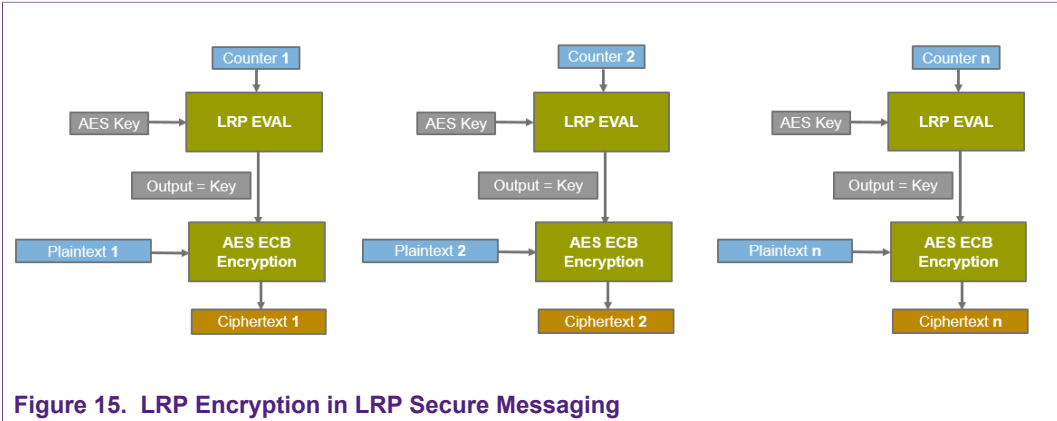 Counter 1
Counter 2
Counter n
AES Key
LRP EVAL
AES Key
LRP EVAL
AES Key
LRP EVAL
Output = Key
Output = Key
Output = Key
Plaintext 1
AES ECB
Encryption
Plaintext 2
AES ECB
Encryption
Plaintext n
AES ECB
Encryption
Ciphertext 1
Ciphertext 2
Ciphertext n
Figure 15. LRP Encryption in LRP Secure Messaging